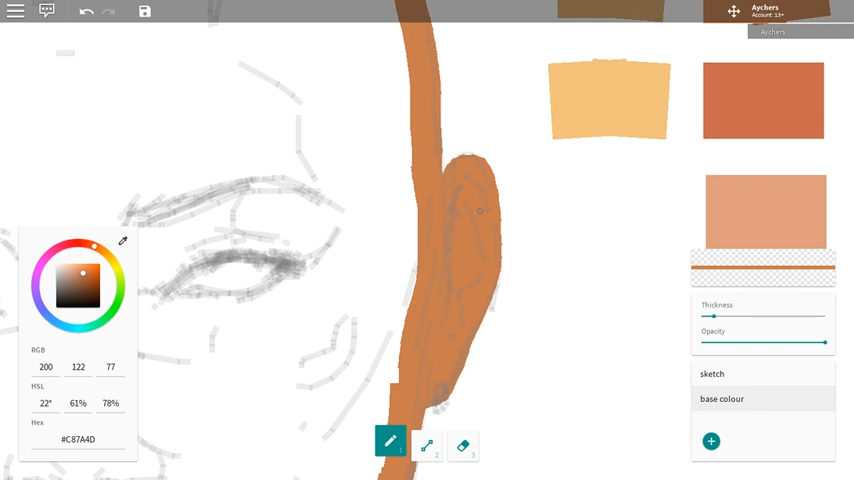 Aychers
Account: 13+
Aychers
RGB
200 122 77
HSL
22° 61% 78%
Hex
#C87A4D
1
2
3
Thickness
Opacity
sketch
base colour